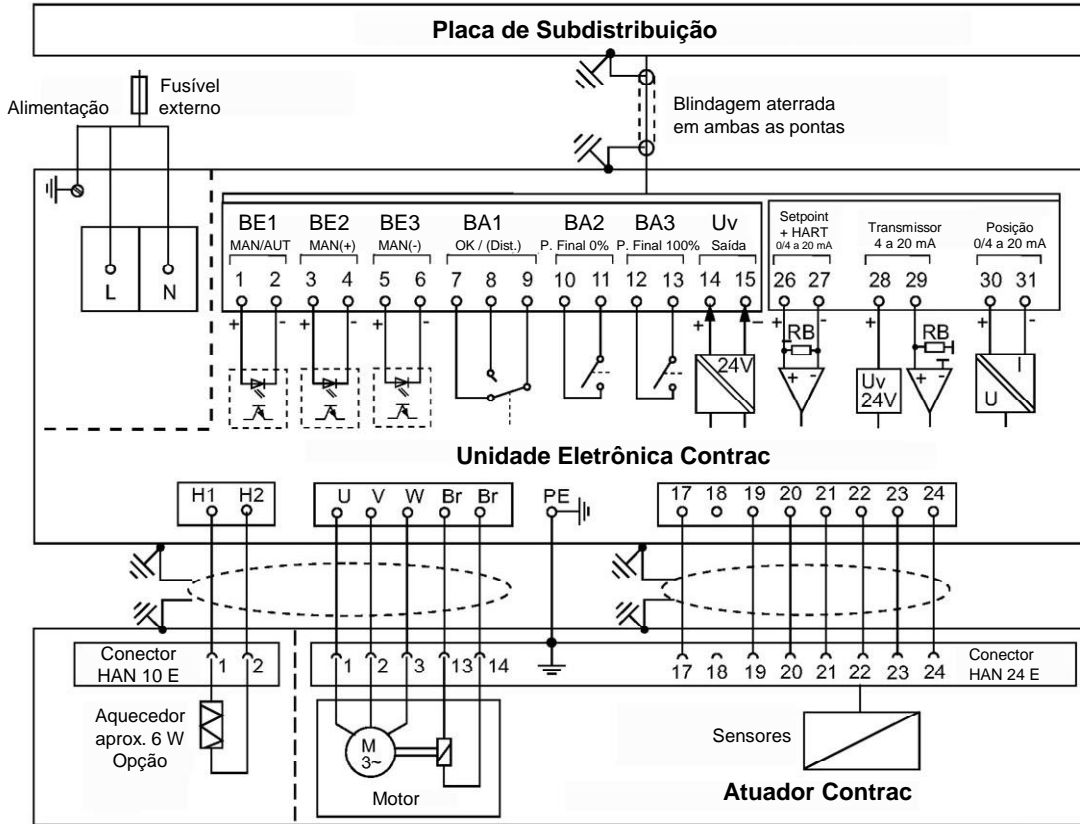 Placa de Subdistribuição
Fusível
externo
Alimentação
Blindagem aterrada
em ambas as pontas
L N
BE1 BE2 BE3 BA1 BA2 BA3 Uv
MAN/AUT MAN(+) MAN(-) OK / (Dist.) P. Final 0% P. Final 100% Saída
1 2 3 4 5 6 7 8 9 10 11 12 13 14 15
+ - + - + - + -
24V
Setpoint
+ HART
0/4 a 20 mA
Transmissor
4 a 20 mA
Posição
0/4 a 20 mA
26 27 28 29 30 31
+ - + + -
RB RB
+ - + -
Uv
24V
I
U
Unidade Eletrônica Contrac
H1 H2
U V W Br Br
PE
17 18 19 20 21 22 23 24
Conector
HAN 10 E
1 2
1 2 3 13 14
17 18 19 20 21 22 23 24
Conector
HAN 24 E
Aquecedor
aprox. 6 W
Opção
M
3~
Motor
Sensores
Atuador Contrac